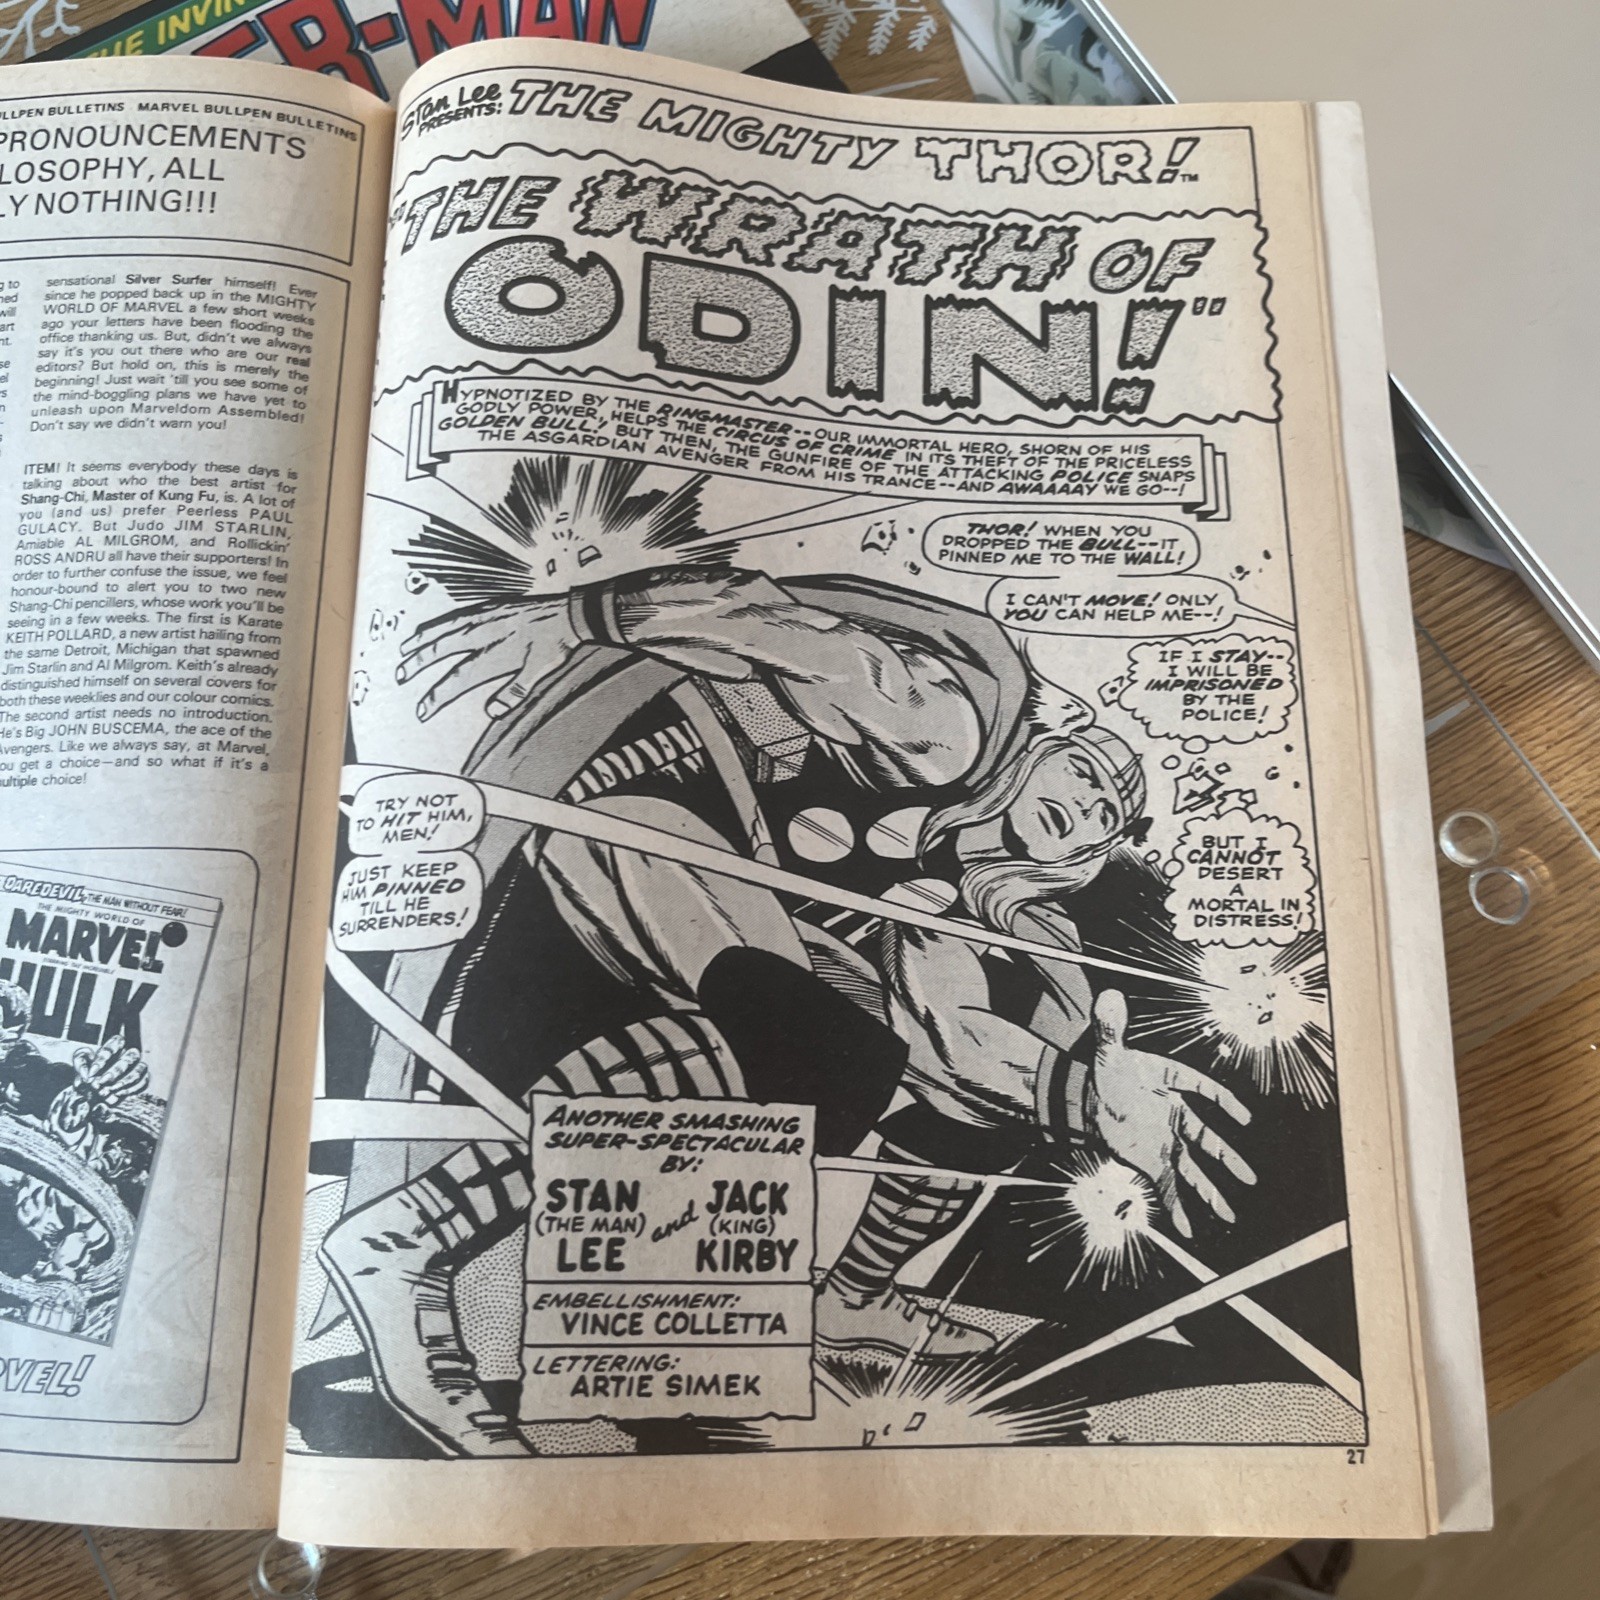 THE INVIN
ER-MAN
LLPEN BULLETINS MARVEL BULLPEN BULLETINS
PRONOUNCEMENTS
LOSOPHY, ALL
LY NOTHING!!!
g to
ned
will
art
nt.
se
el
sensational Silver Surfer himself! Ever
since he popped back up in the MIGHTY
WORLD OF MARVEL a few short weeks
ago your letters have been flooding the
office thanking us. But, didn't we always
say it's you out there who are our real
editors? But hold on, this is merely the
beginning! Just wait 'till you see some of
the mind-boggling plans we have yet to
unleash upon Marveldom Assembled!
Don't say we didn't warn you!
ITEM! It seems everybody these days is
talking about who the best artist for
Shang-Chi, Master of Kung Fu, is. A lot of
you (and us) prefer Peerless PAUL
GULACY. But Judo JIM STARLIN,
Amiable AL MILGROM, and Rollickin'
ROSS ANDRU all have their supporters! In
order to further confuse the issue, we feel
honour-bound to alert you to two new
Shang-Chi pencillers, whose work you'll be
seeing in a few weeks. The first is Karate
KEITH POLLARD, a new artist hailing from
the same Detroit, Michigan that spawned
Jim Starlin and Al Milgrom. Keith's already
distinguished himself on several covers for
both these weeklies and our colour comics.
The second artist needs no introduction.
He's Big JOHN BUSCEMA, the ace of the
Avengers. Like we always say, at Marvel,
ou get a choice—and so what if it's a
ultiple choice!
DAREDEVIL, THE MAN WITHOUT FEAR!
THE MIGHTY WORLD OF
MARVEL
HULK
VEL!
Stan Lee
PRESENTS:
THE MIGHTY THOR!™
"THE WRATH OF
ODIN!"
HYPNOTIZED BY THE RINGMASTER--OUR IMMORTAL HERO, SHORN OF HIS
GODLY POWER, HELPS THE CIRCUS OF CRIME IN ITS THEFT OF THE PRICELESS
GOLDEN BULL! BUT THEN, THE GUNFIRE OF THE ATTACKING POLICE SNAPS
THE ASGARDIAN AVENGER FROM HIS TRANCE--AND AWAAAAY WE GO--!
THOR! WHEN YOU
DROPPED THE BULL--IT
PINNED ME TO THE WALL!
I CAN'T MOVE! ONLY
YOU CAN HELP ME--!
IF I STAY--
I WILL BE
IMPRISONED
BY THE
POLICE!
BUT I
CANNOT
DESERT
A
MORTAL IN
DISTRESS!
TRY NOT
TO HIT HIM,
MEN!
JUST KEEP
HIM PINNED
TILL HE
SURRENDERS!
ANOTHER SMASHING
SUPER-SPECTACULAR
BY:
STAN
(THE MAN)
LEE
and
JACK
(KING)
KIRBY
EMBELLISHMENT:
VINCE COLLETTA
LETTERING:
ARTIE SIMEK
27